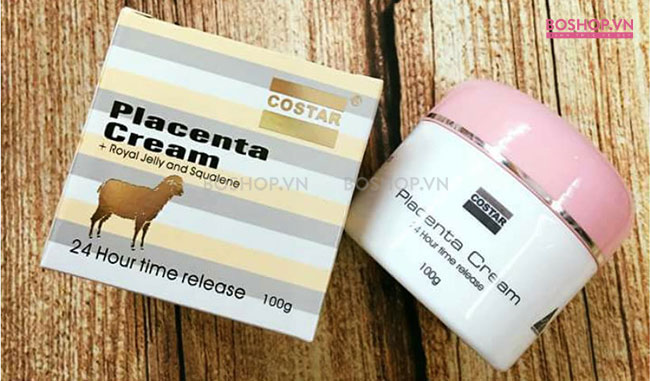 BOSHOP.VN
COSTAR®
Placenta
Cream
+ Royal Jelly and Squalene
24 Hour time release 100g
BOSHOP.VN
BOSHOP.VN
COSTAR
Placenta Cream
24 Hour time release
100g